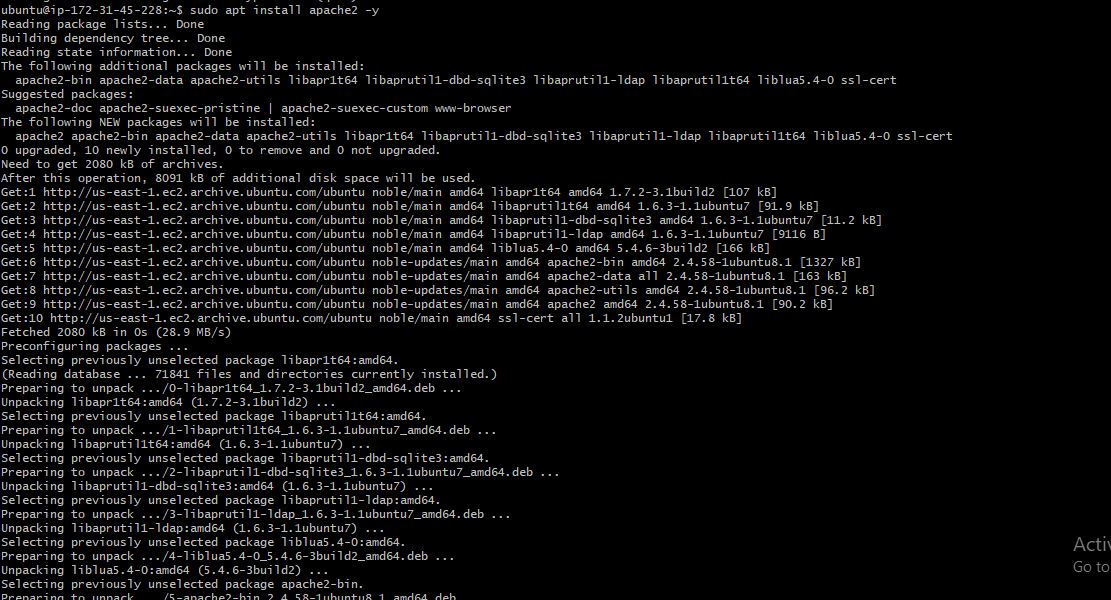 ubuntu@ip-172-31-45-228:~$ sudo apt install apache2 -y
Reading package lists... Done
Building dependency tree... Done
Reading state information... Done
The following additional packages will be installed:
  apache2-bin apache2-data apache2-utils libapr1t64 libaprutil1-dbd-sqlite3 libaprutil1-ldap libaprutil1t64 liblua5.4-0 ssl-cert
Suggested packages:
  apache2-doc apache2-suexec-pristine | apache2-suexec-custom www-browser
The following NEW packages will be installed:
  apache2 apache2-bin apache2-data apache2-utils libapr1t64 libaprutil1-dbd-sqlite3 libaprutil1-ldap libaprutil1t64 liblua5.4-0 ssl-cert
0 upgraded, 10 newly installed, 0 to remove and 0 not upgraded.
Need to get 2080 kB of archives.
After this operation, 8091 kB of additional disk space will be used.
Get:1 http://us-east-1.ec2.archive.ubuntu.com/ubuntu noble/main amd64 libapr1t64 amd64 1.7.2-3.1build2 [107 kB]
Get:2 http://us-east-1.ec2.archive.ubuntu.com/ubuntu noble/main amd64 libaprutil1t64 amd64 1.6.3-1.1ubuntu7 [91.9 kB]
Get:3 http://us-east-1.ec2.archive.ubuntu.com/ubuntu noble/main amd64 libaprutil1-dbd-sqlite3 amd64 1.6.3-1.1ubuntu7 [11.2 kB]
Get:4 http://us-east-1.ec2.archive.ubuntu.com/ubuntu noble/main amd64 libaprutil1-ldap amd64 1.6.3-1.1ubuntu7 [9116 B]
Get:5 http://us-east-1.ec2.archive.ubuntu.com/ubuntu noble/main amd64 liblua5.4-0 amd64 5.4.6-3build2 [166 kB]
Get:6 http://us-east-1.ec2.archive.ubuntu.com/ubuntu noble-updates/main amd64 apache2-bin amd64 2.4.58-1ubuntu8.1 [1327 kB]
Get:7 http://us-east-1.ec2.archive.ubuntu.com/ubuntu noble-updates/main amd64 apache2-data all 2.4.58-1ubuntu8.1 [163 kB]
Get:8 http://us-east-1.ec2.archive.ubuntu.com/ubuntu noble-updates/main amd64 apache2-utils amd64 2.4.58-1ubuntu8.1 [96.2 kB]
Get:9 http://us-east-1.ec2.archive.ubuntu.com/ubuntu noble-updates/main amd64 apache2 amd64 2.4.58-1ubuntu8.1 [90.2 kB]
Get:10 http://us-east-1.ec2.archive.ubuntu.com/ubuntu noble/main amd64 ssl-cert all 1.1.2ubuntu1 [17.8 kB]
Fetched 2080 kB in 0s (28.9 MB/s)
Preconfiguring packages ...
Selecting previously unselected package libapr1t64:amd64.
(Reading database ... 71841 files and directories currently installed.)
Preparing to unpack .../0-libapr1t64_1.7.2-3.1build2_amd64.deb ...
Unpacking libapr1t64:amd64 (1.7.2-3.1build2) ...
Selecting previously unselected package libaprutil1t64:amd64.
Preparing to unpack .../1-libaprutil1t64_1.6.3-1.1ubuntu7_amd64.deb ...
Unpacking libaprutil1t64:amd64 (1.6.3-1.1ubuntu7) ...
Selecting previously unselected package libaprutil1-dbd-sqlite3:amd64.
Preparing to unpack .../2-libaprutil1-dbd-sqlite3_1.6.3-1.1ubuntu7_amd64.deb ...
Unpacking libaprutil1-dbd-sqlite3:amd64 (1.6.3-1.1ubuntu7) ...
Selecting previously unselected package libaprutil1-ldap:amd64.
Preparing to unpack .../3-libaprutil1-ldap_1.6.3-1.1ubuntu7_amd64.deb ...
Unpacking libaprutil1-ldap:amd64 (1.6.3-1.1ubuntu7) ...
Selecting previously unselected package liblua5.4-0:amd64.
Preparing to unpack .../4-liblua5.4-0_5.4.6-3build2_amd64.deb ...
Unpacking liblua5.4-0:amd64 (5.4.6-3build2) ...
Selecting previously unselected package apache2-bin.
Preparing to unpack .../5-apache2-bin_2.4.58-1ubuntu8.1_amd64.deb
Activ
Go to